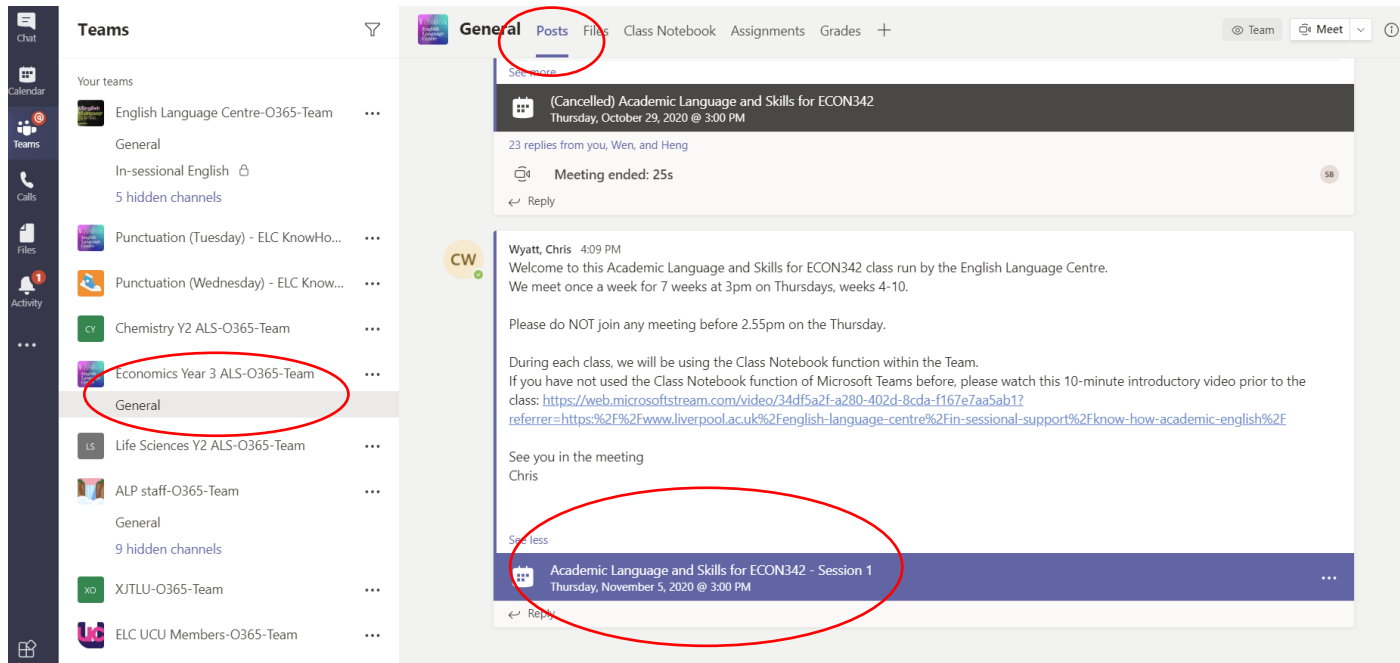 Chat
Calendar
Teams
Calls
Files
Activity
Teams
Your teams
English Language Centre-O365-Team
General
In-sessional English
5 hidden channels
Punctuation (Tuesday) - ELC KnowHo...
Punctuation (Wednesday) - ELC Know...
CY Chemistry Y2 ALS-O365-Team
Economics Year 3 ALS-O365-Team
General
LS Life Sciences Y2 ALS-O365-Team
ALP staff-O365-Team
General
9 hidden channels
XO XJTLU-O365-Team
ELC UCU Members-O365-Team
General Posts Files Class Notebook Assignments Grades +
Team Meet
See more
(Cancelled) Academic Language and Skills for ECON342
Thursday, October 29, 2020 @ 3:00 PM
23 replies from you, Wen, and Heng
Meeting ended: 25s SB
Reply
CW
Wyatt, Chris 4:09 PM
Welcome to this Academic Language and Skills for ECON342 class run by the English Language Centre.
We meet once a week for 7 weeks at 3pm on Thursdays, weeks 4-10.
Please do NOT join any meeting before 2.55pm on the Thursday.
During each class, we will be using the Class Notebook function within the Team.
If you have not used the Class Notebook function of Microsoft Teams before, please watch this 10-minute introductory video prior to the
class: https://web.microsoftstream.com/video/34df5a2f-a280-402d-8cda-f167e7aa5ab1?
referrer=https:%2F%2Fwww.liverpool.ac.uk%2Fenglish-language-centre%2Fin-sessional-support%2Fknow-how-academic-english%2F
See you in the meeting
Chris
See less
Academic Language and Skills for ECON342 - Session 1
Thursday, November 5, 2020 @ 3:00 PM
Reply